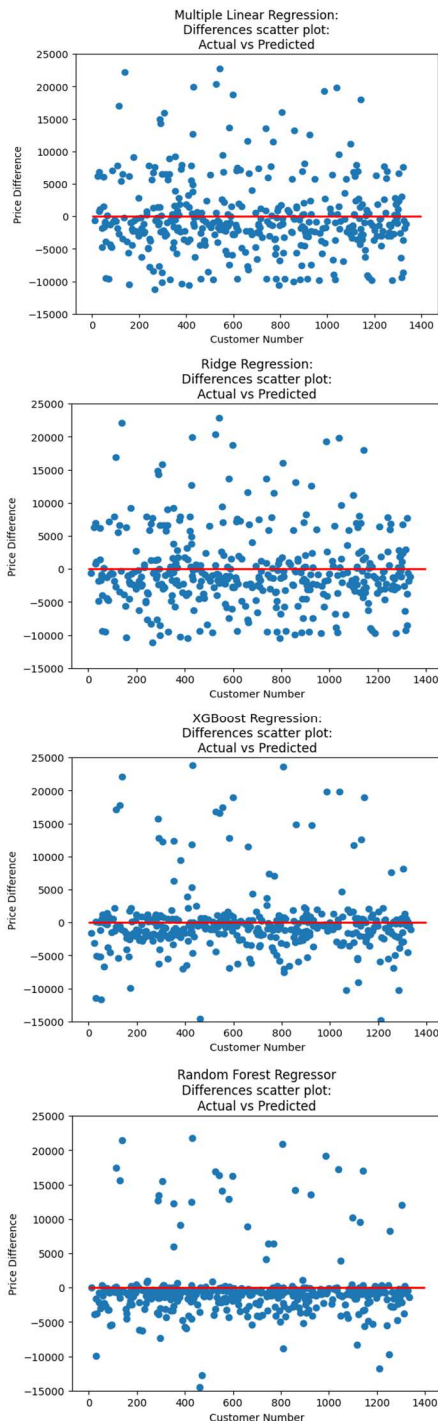 Multiple Linear Regression:
Differences scatter plot:
Actual vs Predicted
25000
20000
15000
10000
5000
0
−5000
−10000
−15000
Price Difference
0 200 400 600 800 1000 1200 1400
Customer Number
Ridge Regression:
Differences scatter plot:
Actual vs Predicted
25000
20000
15000
10000
5000
0
−5000
−10000
−15000
Price Difference
0 200 400 600 800 1000 1200 1400
Customer Number
XGBoost Regression:
Differences scatter plot:
Actual vs Predicted
25000
20000
15000
10000
5000
0
−5000
−10000
−15000
Price Difference
0 200 400 600 800 1000 1200 1400
Customer Number
Random Forest Regressor
Differences scatter plot:
Actual vs Predicted
25000
20000
15000
10000
5000
0
−5000
−10000
−15000
Price Difference
0 200 400 600 800 1000 1200 1400
Customer Number